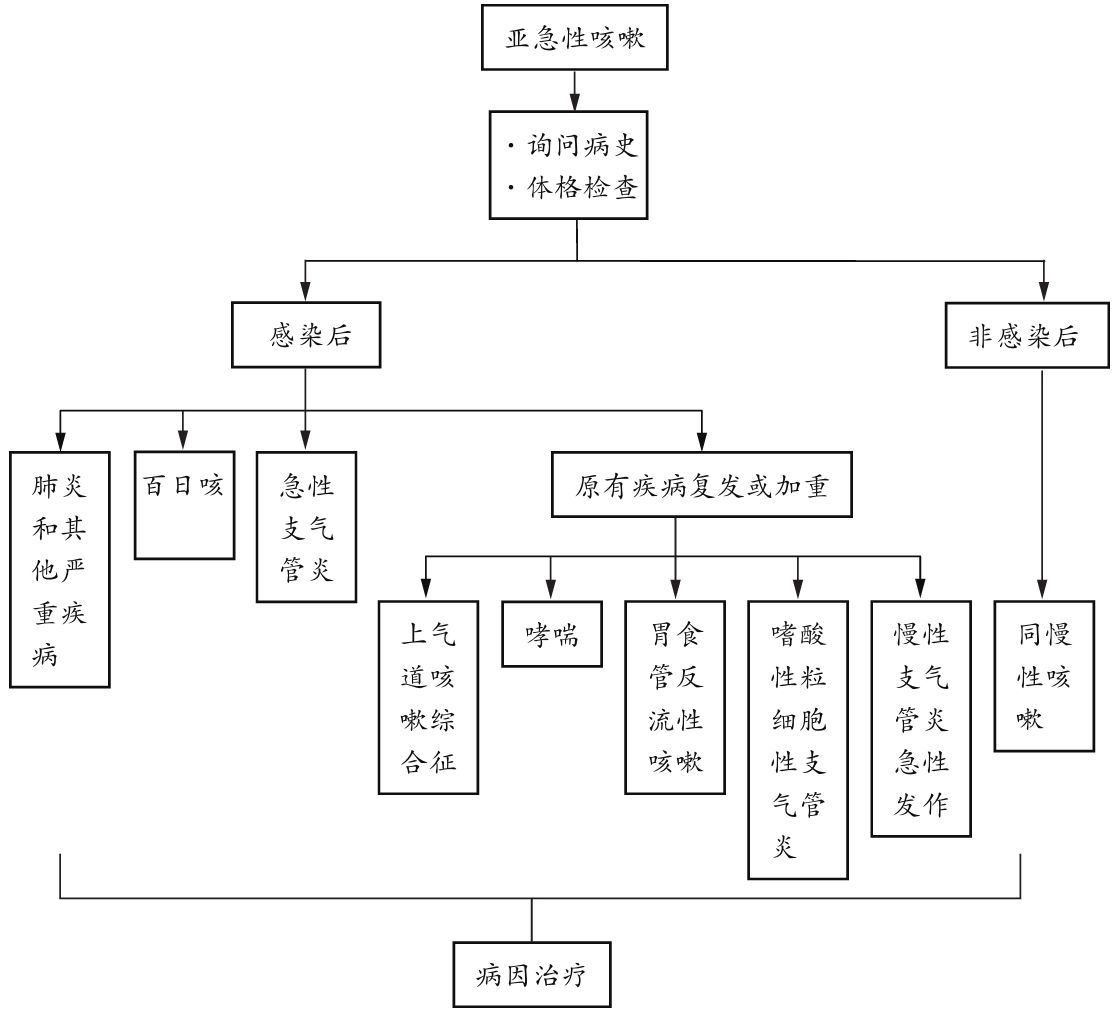 亚急性咳嗽
·询问病史
·体格检查
感染后
非感染后
肺炎
和其
他严
重疾
病
百日咳
急性
支气
管炎
原有疾病复发或加重
上气
道咳
嗽综
合征
哮喘
胃食
管反
流性
咳嗽
嗜酸
性粒
细胞
性支
气管
炎
慢性
支气
管炎
急性
发作
同慢
性咳
嗽
病因治疗